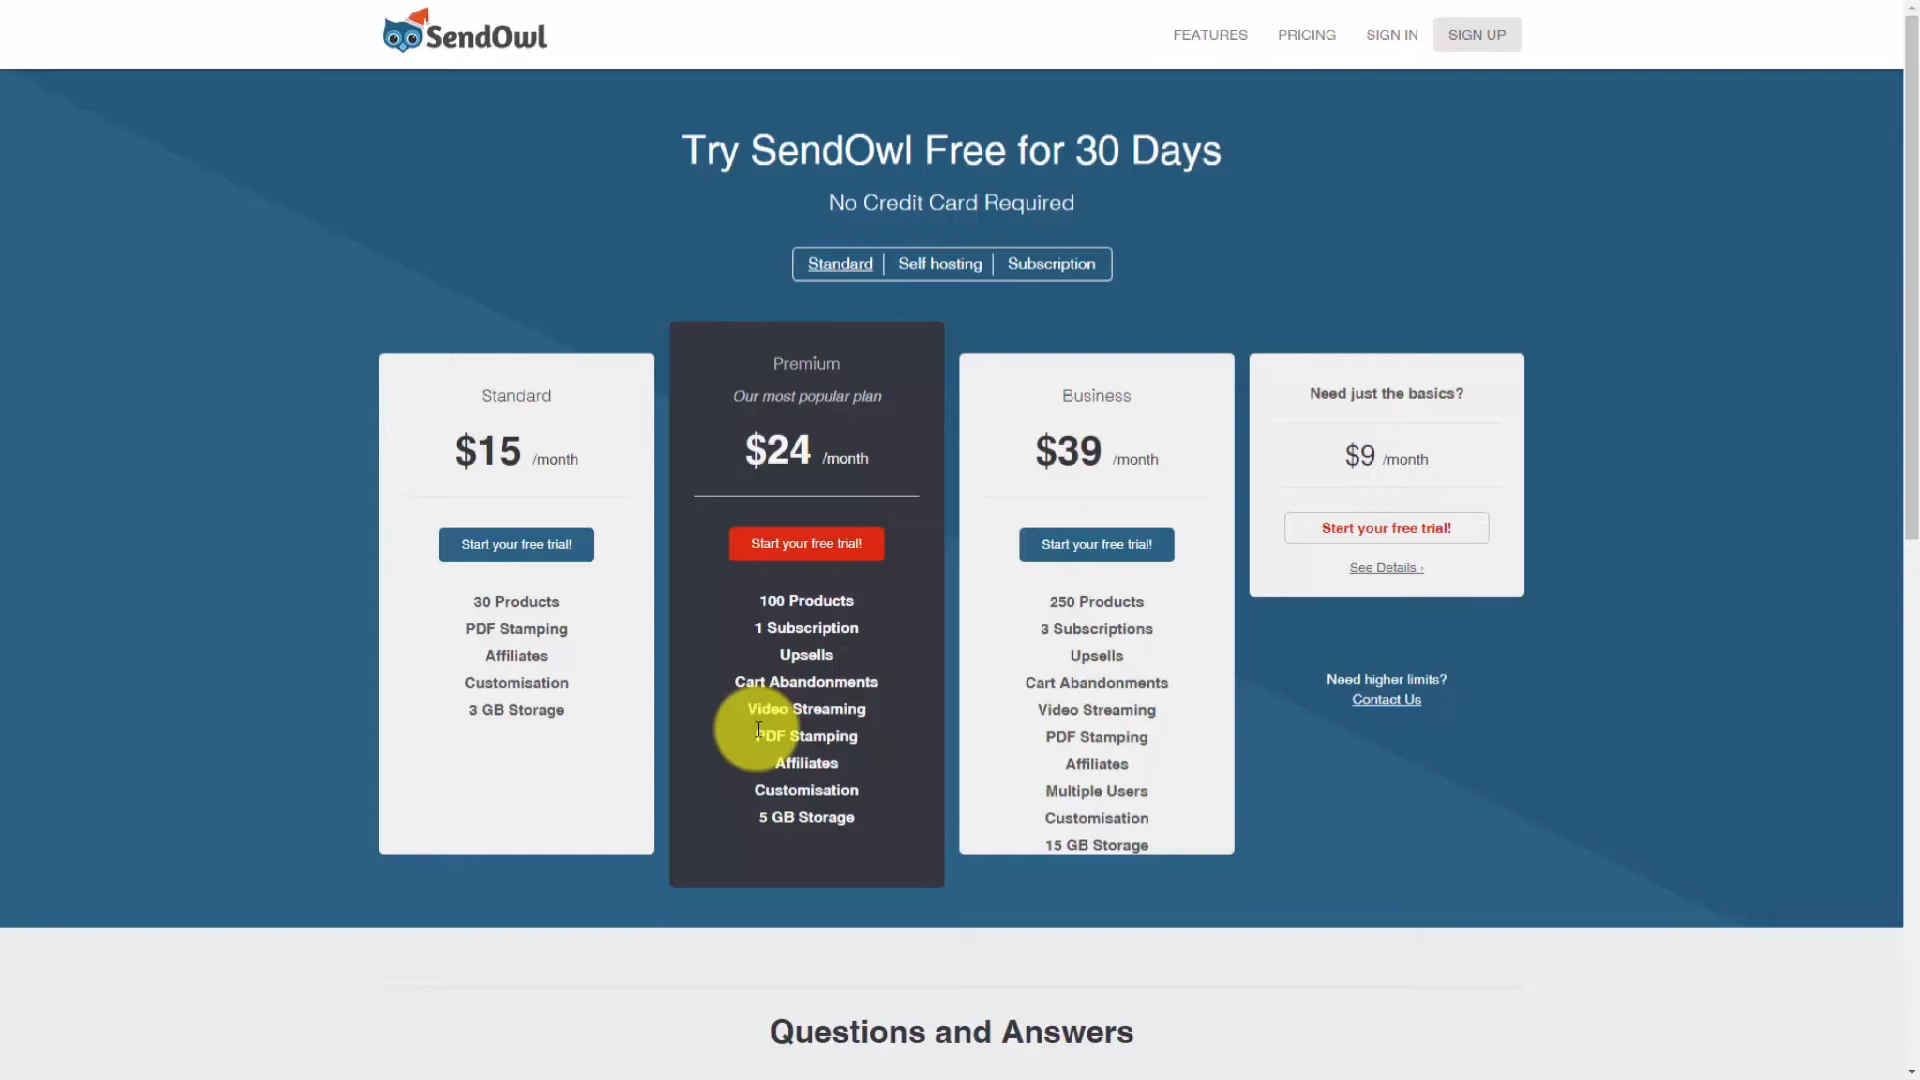 SendOwl
FEATURES
PRICING
SIGN IN
SIGN UP
Try SendOwl Free for 30 Days
No Credit Card Required
Standard
Self hosting
Subscription
Standard
$15 /month
Start your free trial!
30 Products
PDF Stamping
Affiliates
Customisation
3 GB Storage
Premium
Our most popular plan
$24 /month
Start your free trial!
100 Products
1 Subscription
Upsells
Cart Abandonments
Video Streaming
PDF Stamping
Affiliates
Customisation
5 GB Storage
Business
$39 /month
Start your free trial!
250 Products
3 Subscriptions
Upsells
Cart Abandonments
Video Streaming
PDF Stamping
Affiliates
Multiple Users
Customisation
15 GB Storage
Need just the basics?
$9 /month
Start your free trial!
See Details ›
Need higher limits?
Contact Us
Questions and Answers